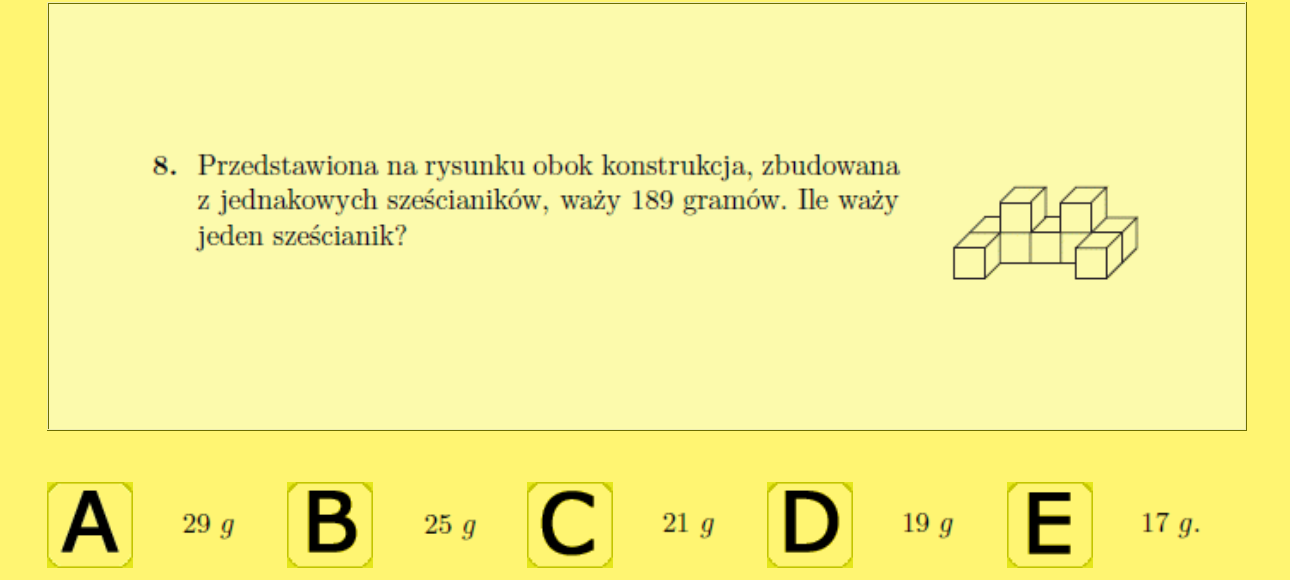 8. Przedstawiona na rysunku obok konstrukcja, zbudowana
z jednakowych sześcianików, waży 189 gramów. Ile waży
jeden sześcianik?
A 29 g B 25 g C 21 g D 19 g E 17 g.